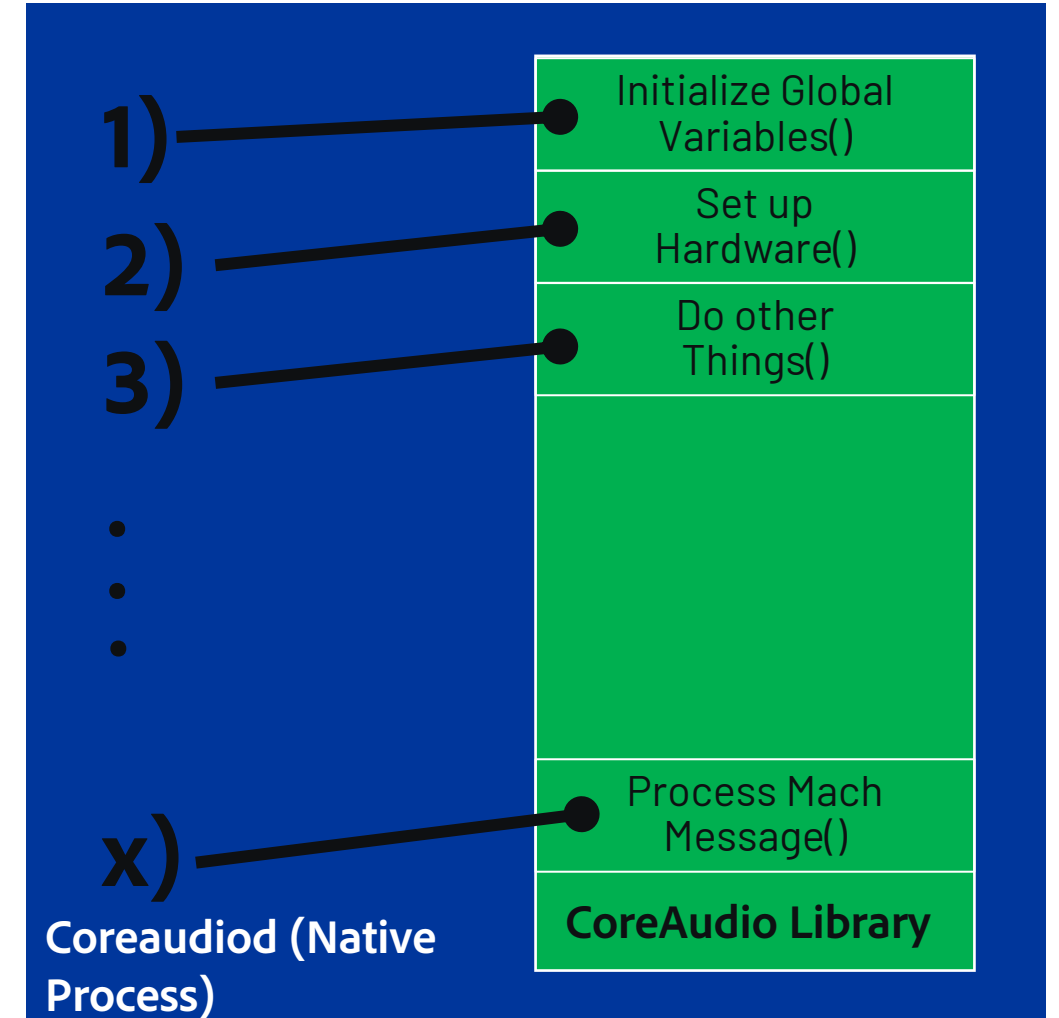 1)
Initialize Global
Variables()
2)
Set up
Hardware()
3)
Do other
Things()
.
.
.
x)
Process Mach
Message()
Coreaudiod (Native
Process)
CoreAudio Library